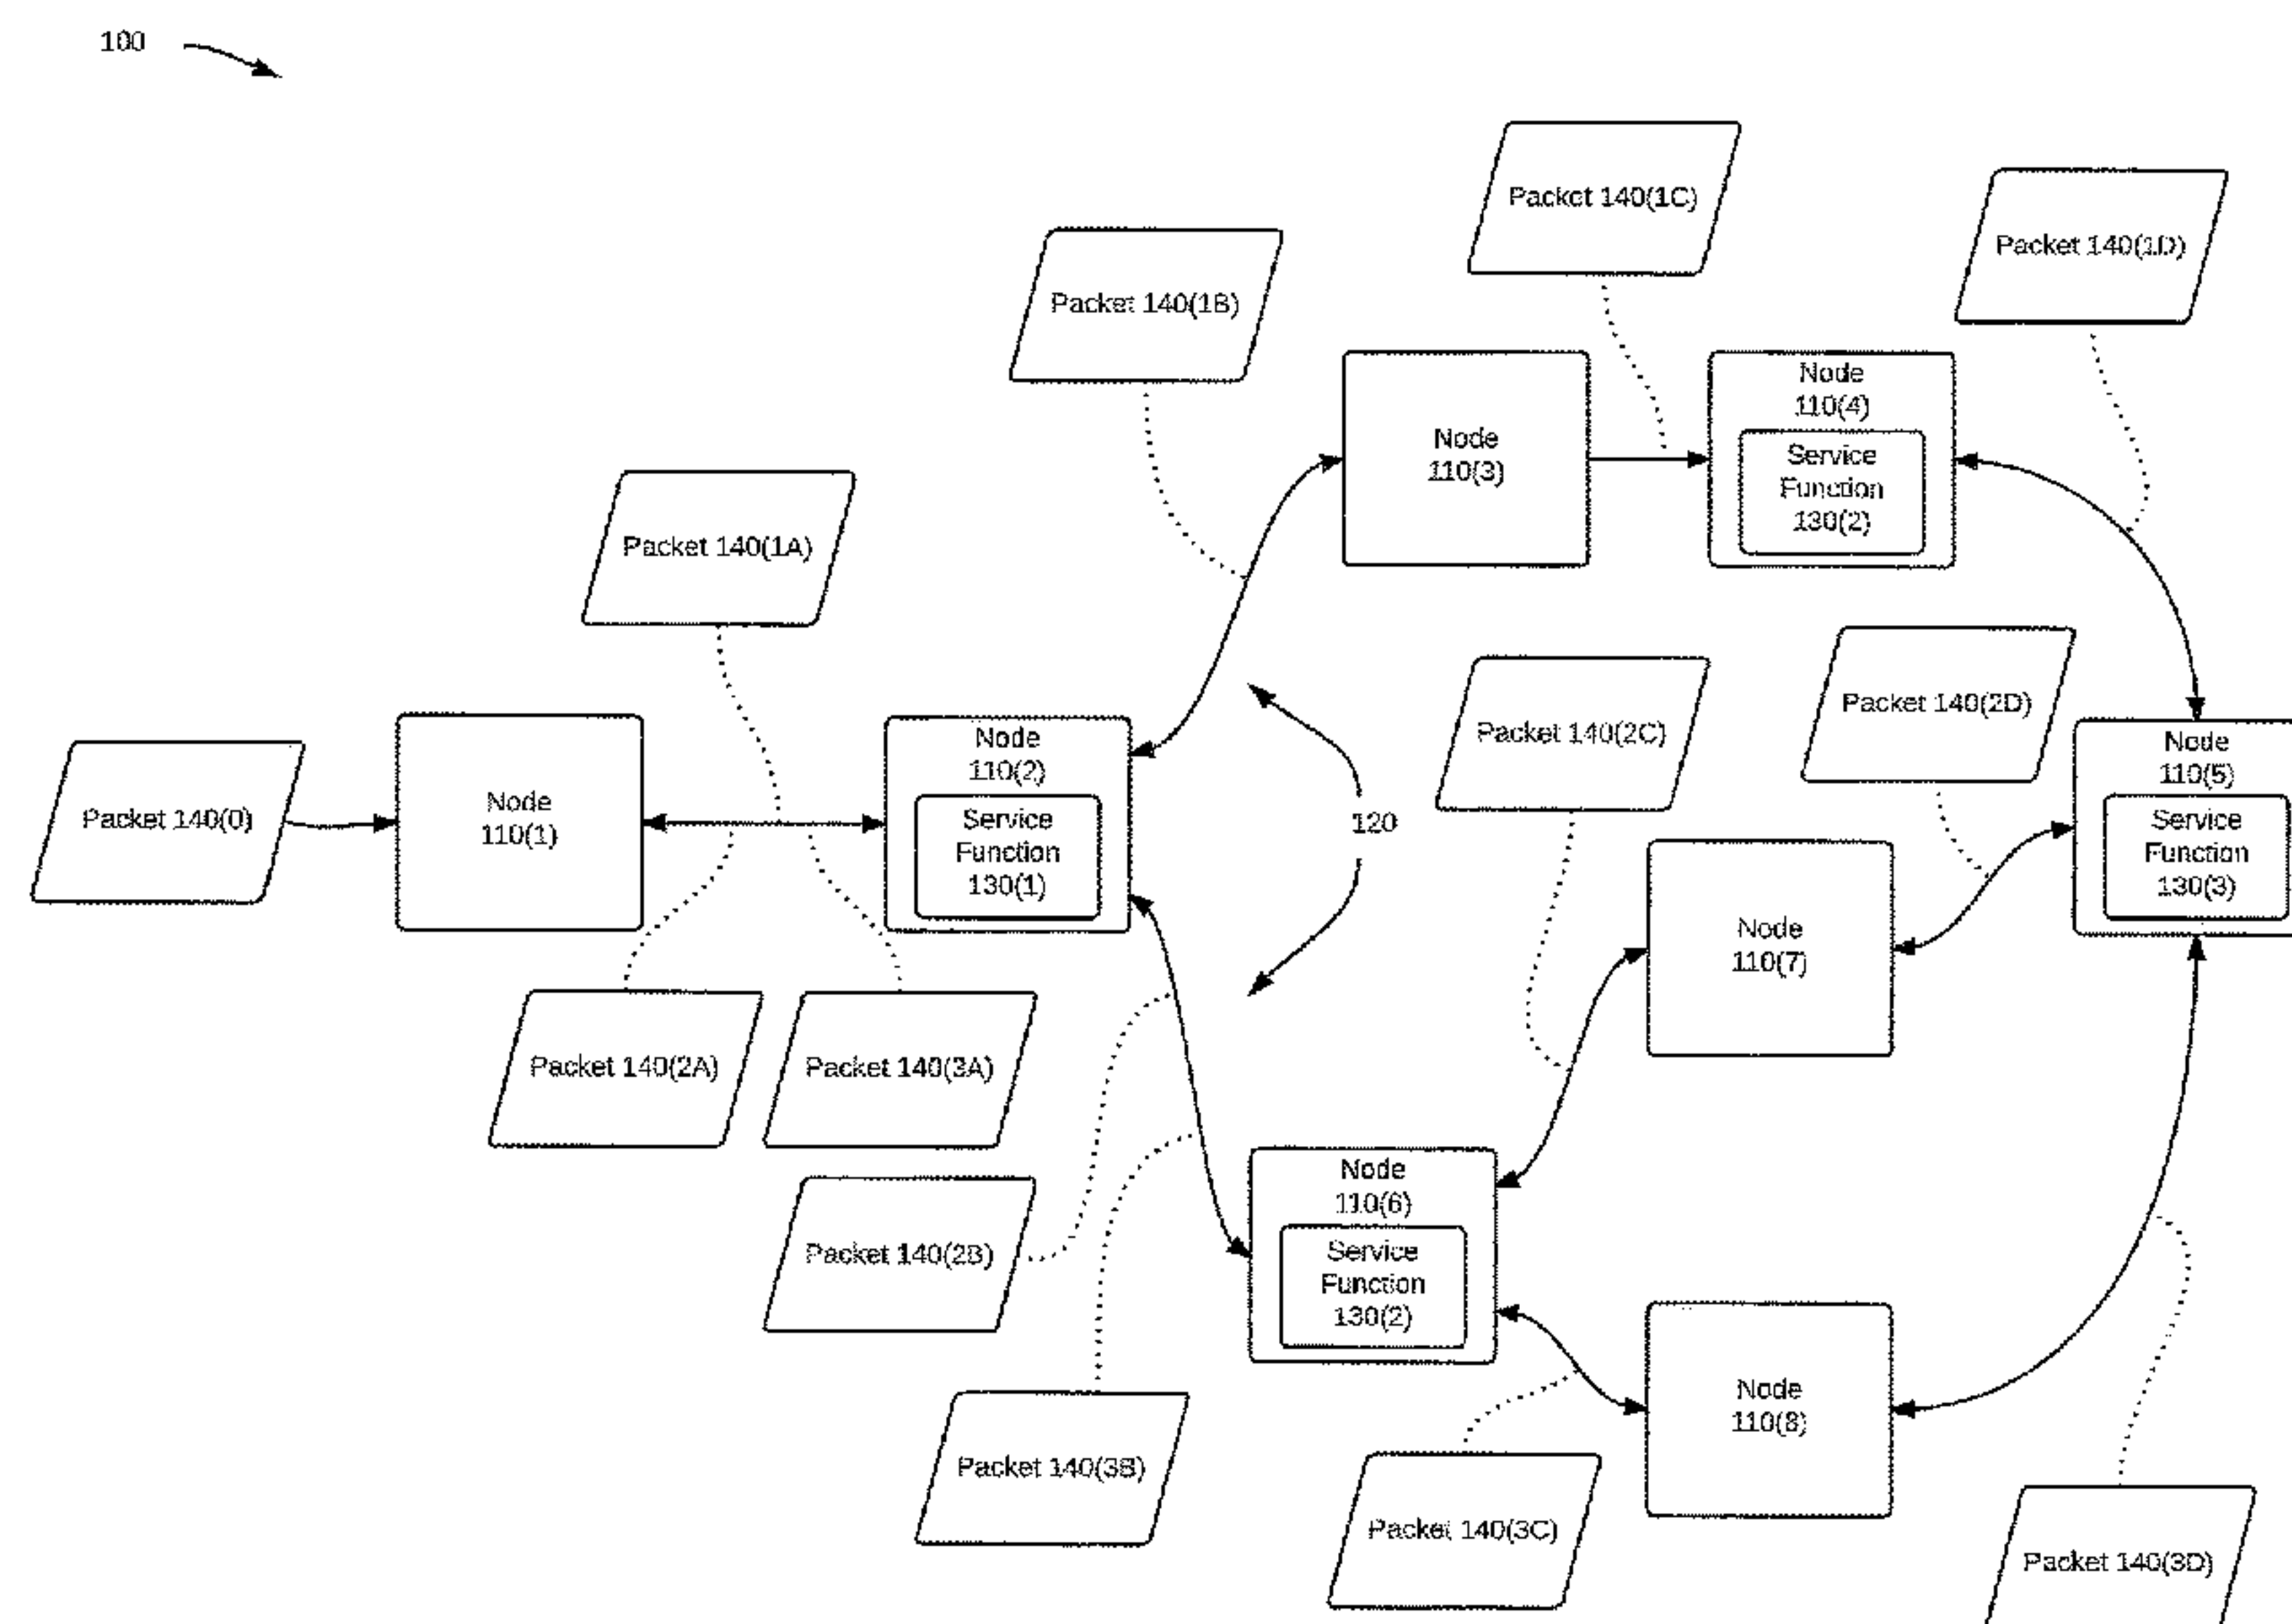 100
Packet 140(1C)
Packet 140(1D)
Packet 140(1B)
Node
110(3)
Node
110(4)
Service
Function
130(2)
Packet 140(1A)
Packet 140(0)
Node
110(1)
Node
110(2)
Service
Function
130(1)
120
Packet 140(2C)
Packet 140(2D)
Node
110(5)
Service
Function
130(3)
Node
110(7)
Packet 140(2A)
Packet 140(3A)
Packet 140(2B)
Node
110(6)
Service
Function
130(2)
Node
110(8)
Packet 140(3B)
Packet 140(3C)
Packet 140(3D)